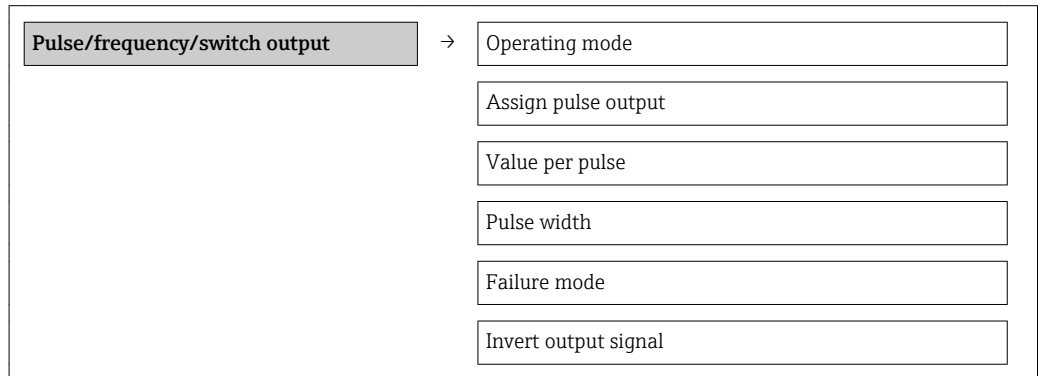 Pulse/frequency/switch output → Operating mode
Assign pulse output
Value per pulse
Pulse width
Failure mode
Invert output signal